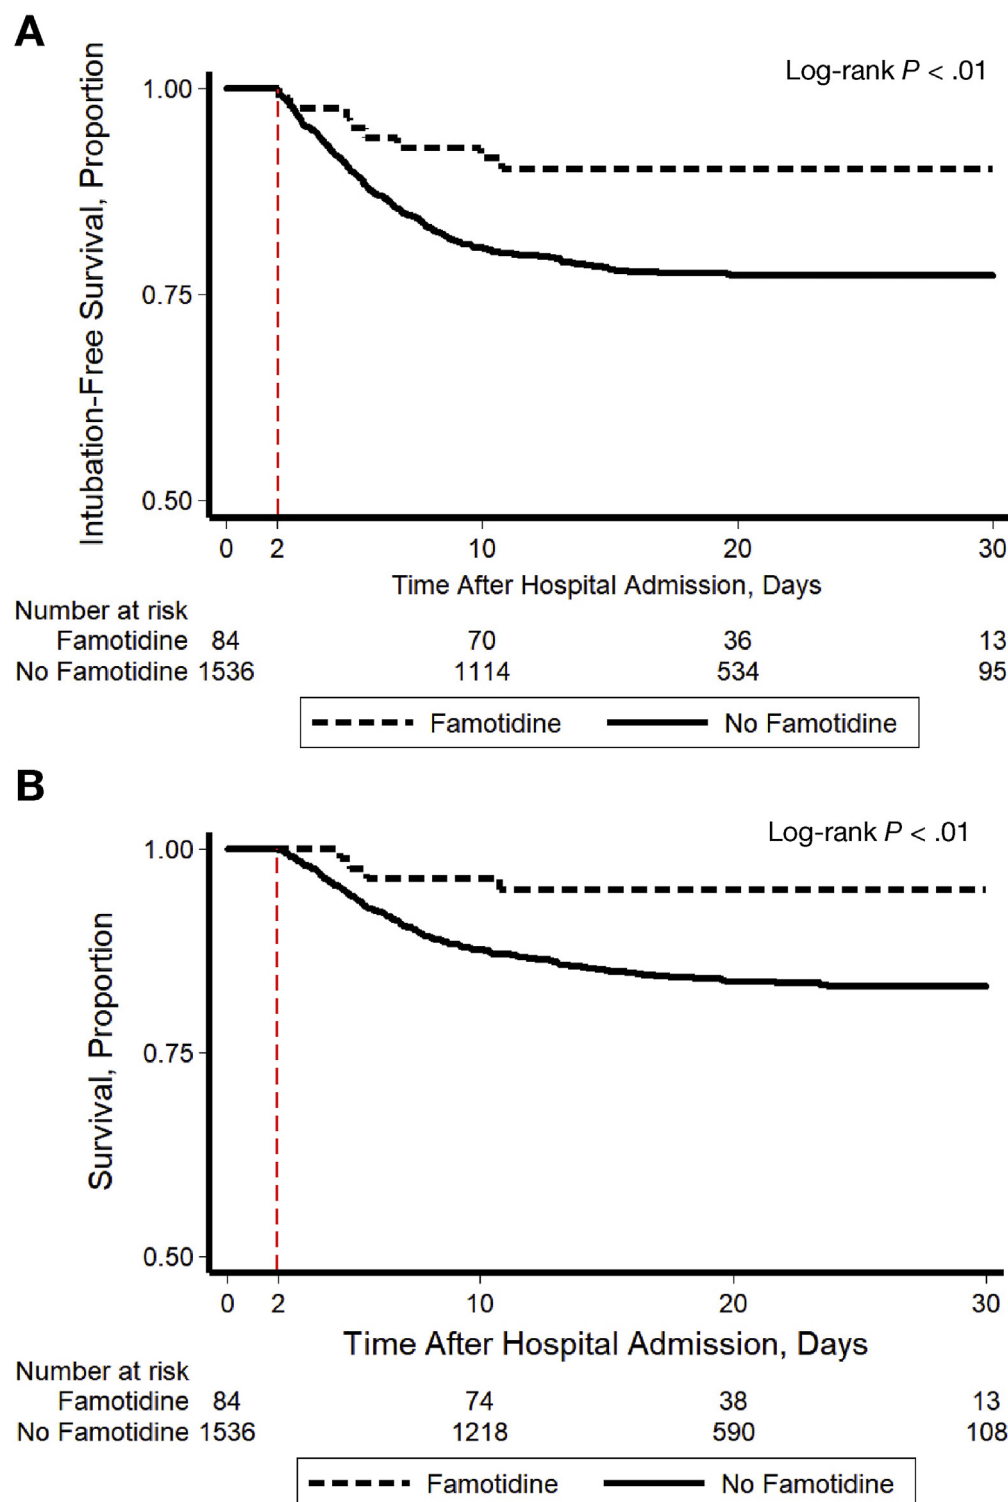 A
Intubation-Free Survival, Proportion
Log-rank P < .01
1.00
0.75
0.50
0 2 10 20 30
Time After Hospital Admission, Days
Number at risk
Famotidine 84 70 36 13
No Famotidine 1536 1114 534 95
Famotidine No Famotidine
B
Survival, Proportion
Log-rank P < .01
1.00
0.75
0.50
0 2 10 20 30
Time After Hospital Admission, Days
Number at risk
Famotidine 84 74 38 13
No Famotidine 1536 1218 590 108
Famotidine No Famotidine